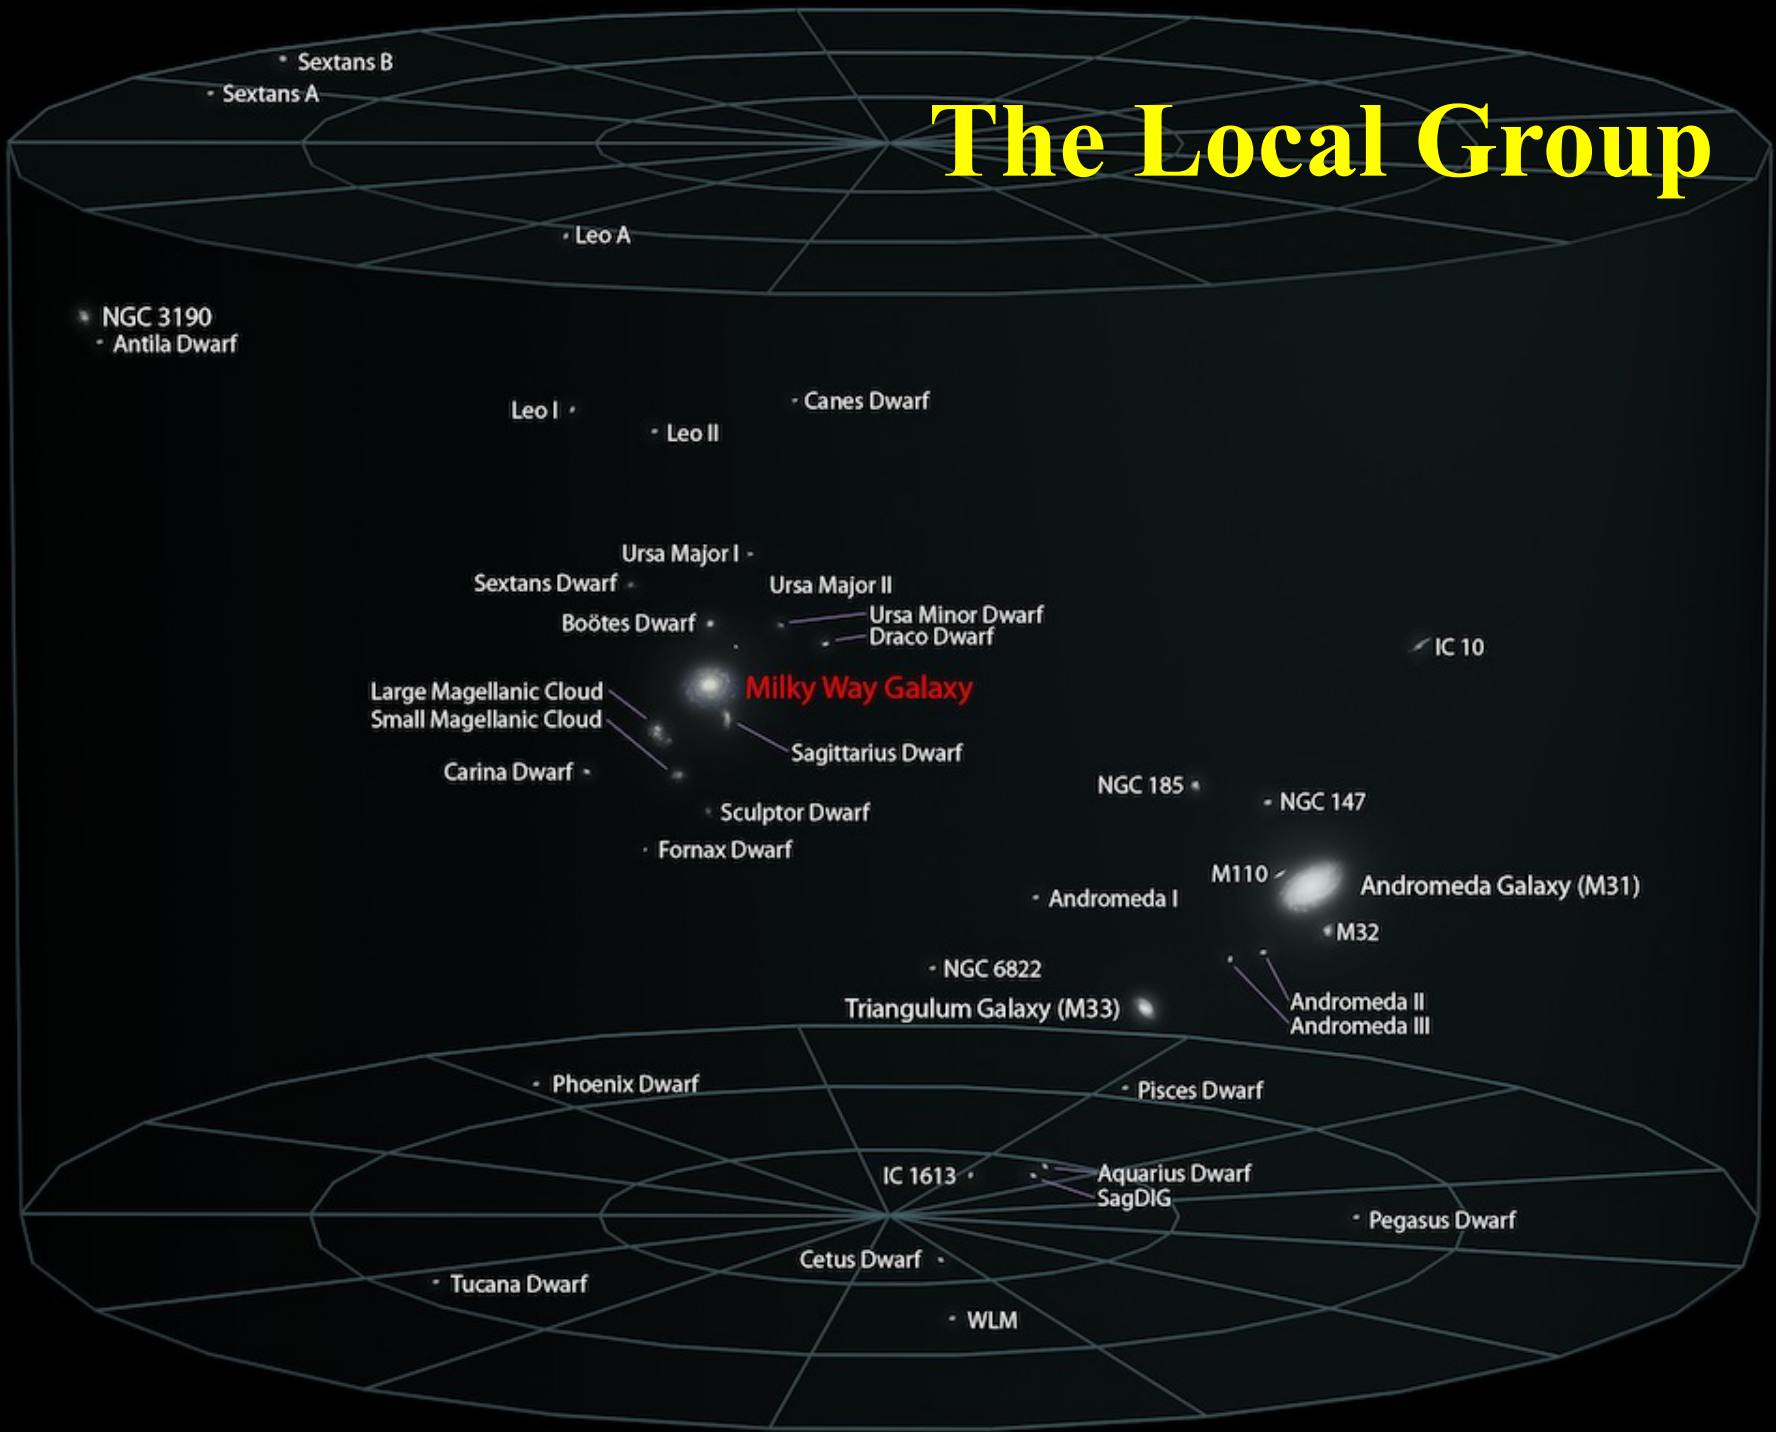 Sextans B
Sextans A
The Local Group
Leo A
NGC 3190
Antila Dwarf
Canes Dwarf
Leo I
Leo II
Ursa Major I
Sextans Dwarf
Ursa Major II
Boötes Dwarf
Ursa Minor Dwarf
Draco Dwarf
IC 10
Milky Way Galaxy
Large Magellanic Cloud
Small Magellanic Cloud
Sagittarius Dwarf
Carina Dwarf
NGC 185
NGC 147
Sculptor Dwarf
Fornax Dwarf
M110
Andromeda Galaxy (M31)
Andromeda I
M32
NGC 6822
Andromeda II
Triangulum Galaxy (M33)
Andromeda III
Phoenix Dwarf
Pisces Dwarf
IC 1613
Aquarius Dwarf
SagDIG
Pegasus Dwarf
Cetus Dwarf
Tucana Dwarf
WLM